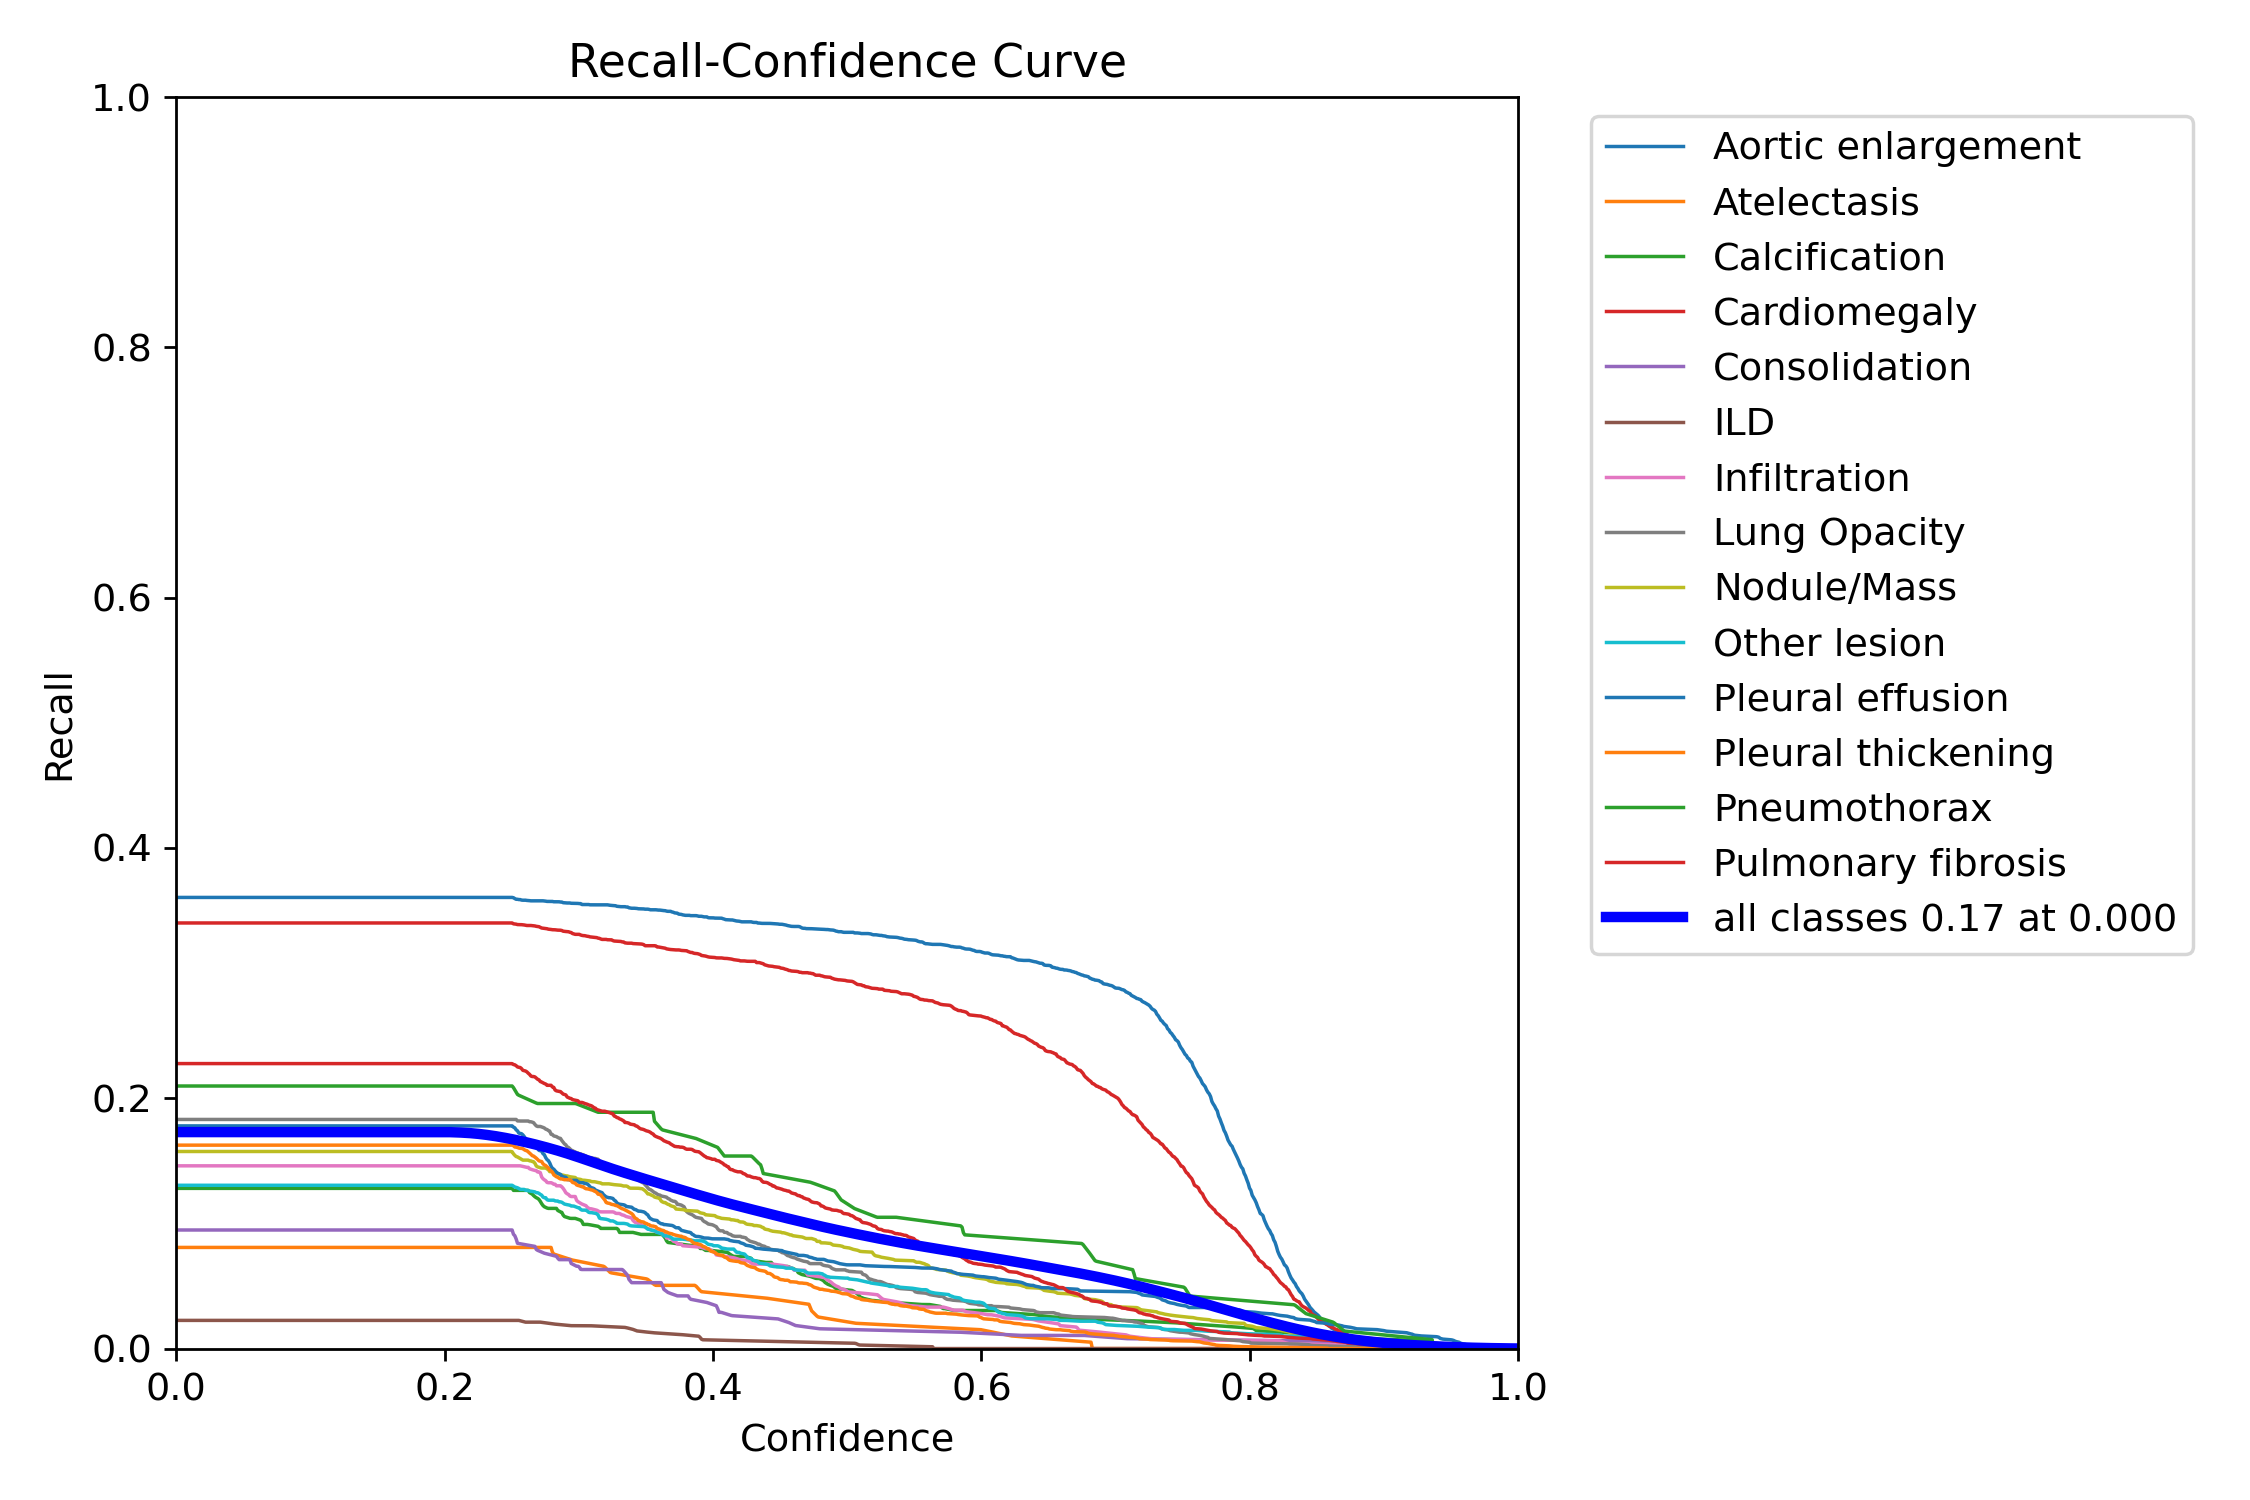 Recall-Confidence Curve
1.0
0.8
0.6
0.4
0.2
0.0
Recall
0.0 0.2 0.4 0.6 0.8 1.0
Confidence
Aortic enlargement
Atelectasis
Calcification
Cardiomegaly
Consolidation
ILD
Infiltration
Lung Opacity
Nodule/Mass
Other lesion
Pleural effusion
Pleural thickening
Pneumothorax
Pulmonary fibrosis
all classes 0.17 at 0.000